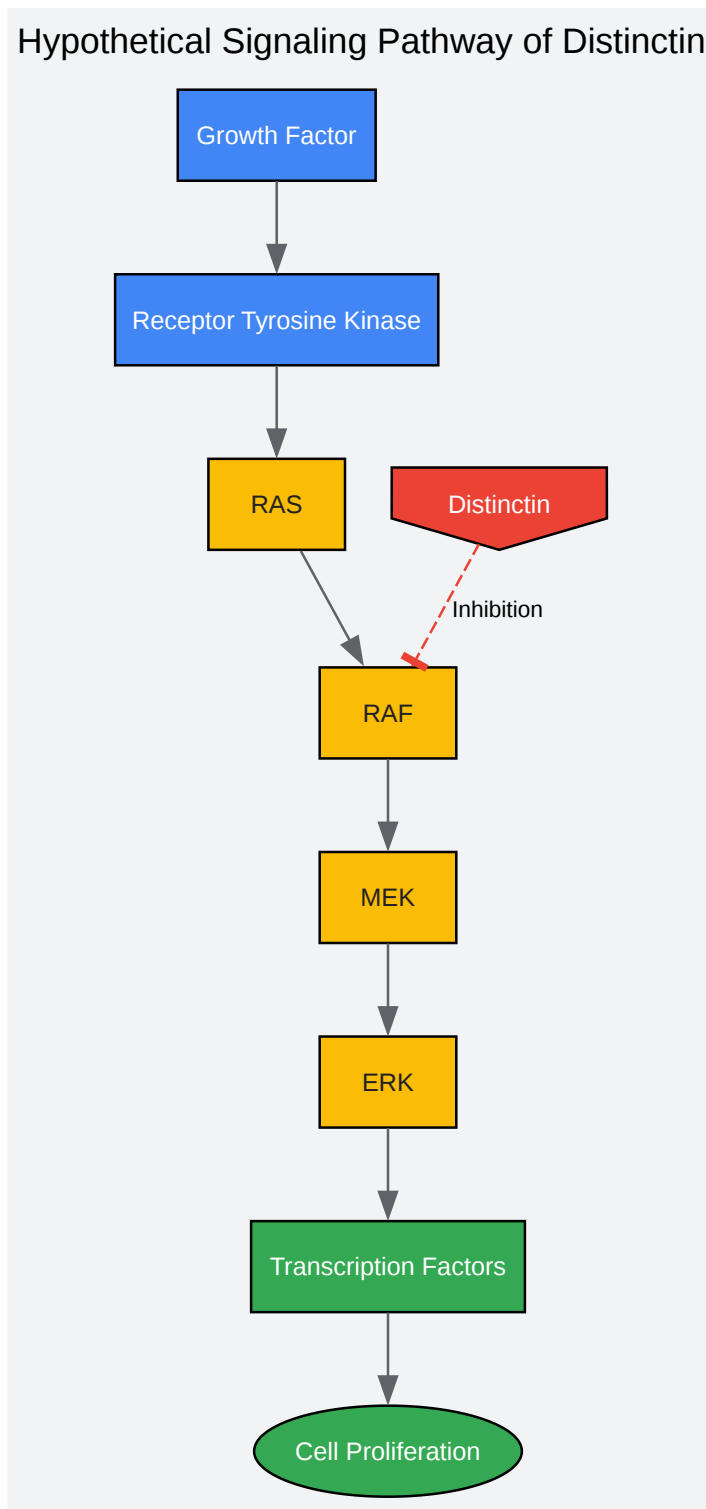 Hypothetical Signaling Pathway of Distinctin
Growth Factor
Receptor Tyrosine Kinase
RAS
Distinctin
Inhibition
RAF
MEK
ERK
Transcription Factors
Cell Proliferation